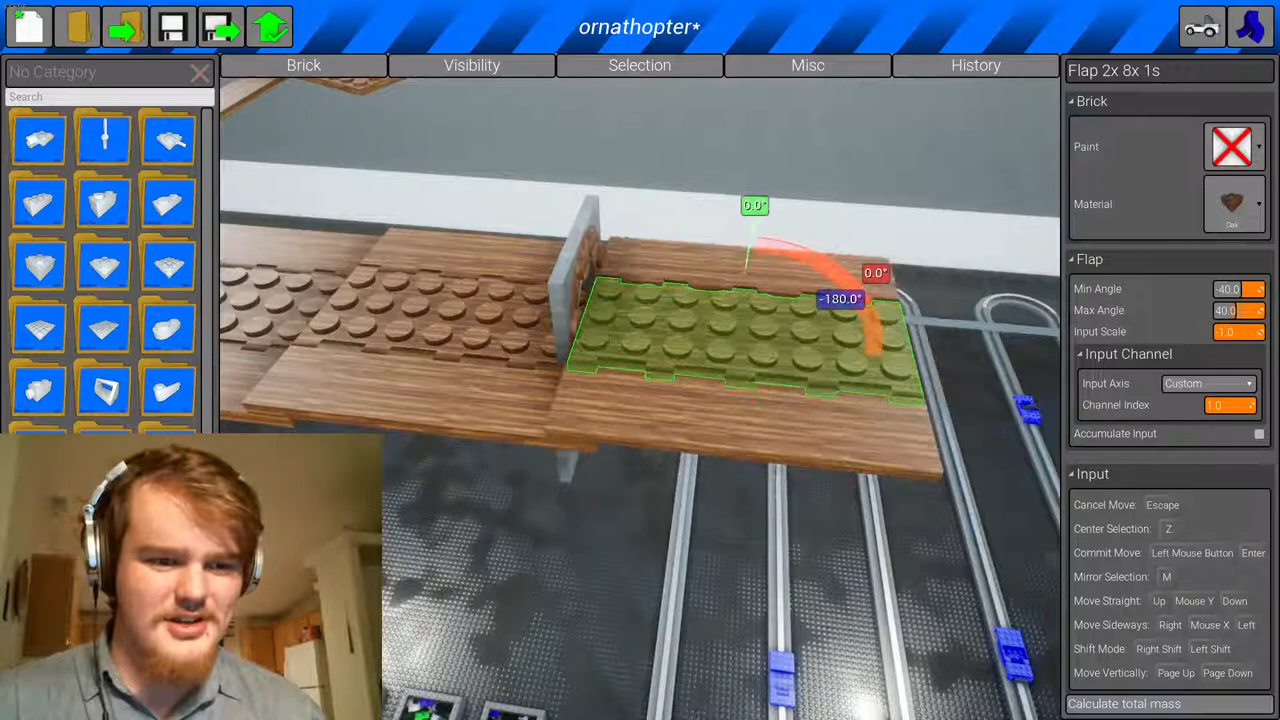 ornathopter*
No Category
Search
Brick
Visibility
Selection
Misc
History
0.0°
0.0°
-180.0°
Flap 2x 8x 1s
Brick
Paint
Material
Oak
Flap
Min Angle
-40.0
Max Angle
40.0
Input Scale
-1.0
Input Channel
Input Axis
Custom
Channel Index
1.0
Accumulate Input
Input
Cancel Move: Escape
Center Selection: Z
Commit Move: Left Mouse Button Enter
Mirror Selection: M
Move Straight: Up Mouse Y Down
Move Sideways: Right Mouse X Left
Shift Mode: Right Shift Left Shift
Move Vertically: Page Up Page Down
Calculate total mass